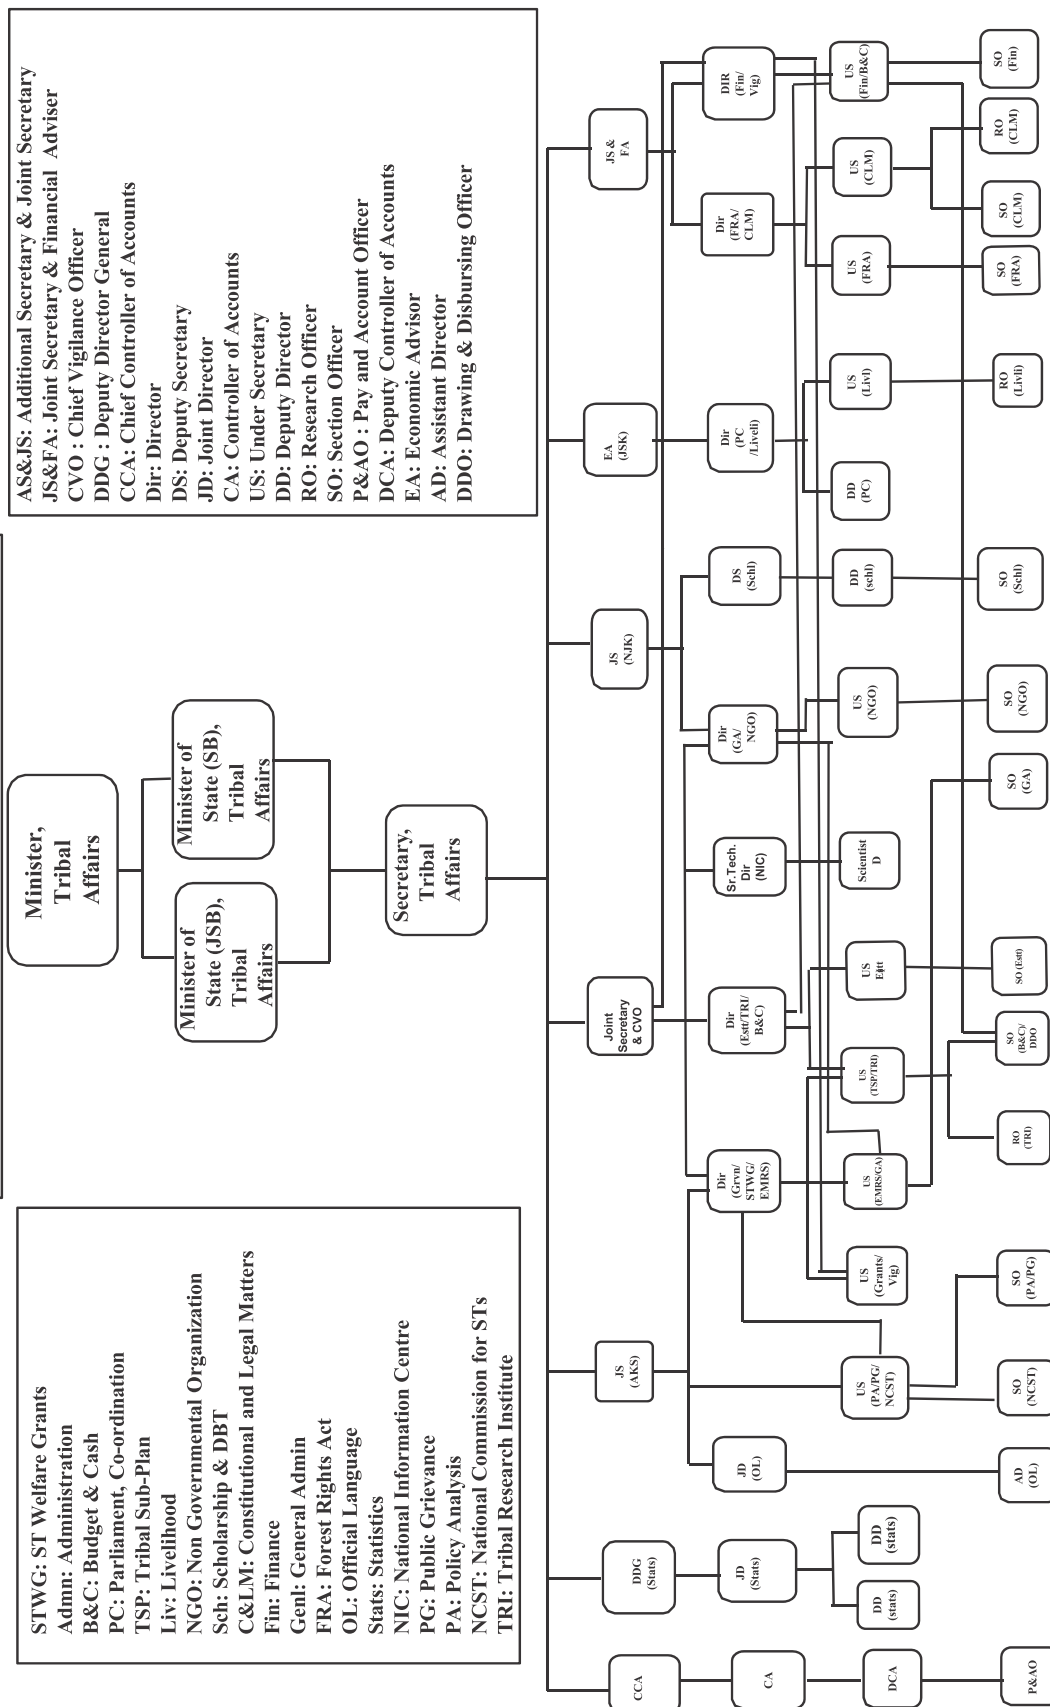 Minister,
Tribal
Affairs
Minister of
State (JSB),
Tribal
Affairs
Minister of
State (SB),
Tribal
Affairs
Secretary,
Tribal
Affairs
STWG: ST Welfare Grants
Admn: Administration
B&C: Budget & Cash
PC: Parliament, Co-ordination
TSP: Tribal Sub-Plan
Liv: Livelihood
NGO: Non Governmental Organization
Sch: Scholarship & DBT
C&LM: Constitutional and Legal Matters
Fin: Finance
Genl: General Admin
FRA: Forest Rights Act
OL: Official Language
Stats: Statistics
NIC: National Information Centre
PG: Public Grievance
PA: Policy Analysis
NCST: National Commission for STs
TRI: Tribal Research Institute
AS&JS: Additional Secretary & Joint Secretary
JS&FA: Joint Secretary & Financial Adviser
CVO : Chief Vigilance Officer
DDG : Deputy Director General
CCA: Chief Controller of Accounts
Dir: Director
DS: Deputy Secretary
JD: Joint Director
CA: Controller of Accounts
US: Under Secretary
DD: Deputy Director
RO: Research Officer
SO: Section Officer
P&AO : Pay and Account Officer
DCA: Deputy Controller of Accounts
EA: Economic Advisor
AD: Assistant Director
DDO: Drawing & Disbursing Officer
CCA
DDG
(Stats)
JS
(AKS)
Joint
Secretary
& CVO
JS
(NJK)
EA
(JSK)
JS &
FA
CA
JD
(Stats)
JD
(OL)
Dir
(Grvn/
STWG/
EMRS)
Dir
(Estt/TRI/
B&C)
Sr.Tech.
Dir
(NIC)
Dir
(GA/
NGO)
DS
(Schl)
Dir
(PC
/Liveli)
Dir
(FRA/
CLM)
DIR
(Fin/
Vig)
DCA
DD
(stats)
DD
(stats)
US
(PA/PG/
NCST)
US
(Grants/
Vig)
US
(EMRS/GA)
US
(TSP/TRI)
US
Estt
Scientist
D
US
(NGO)
DD
(schl)
DD
(PC)
US
(Livl)
US
(FRA)
US
(CLM)
US
(Fin/B&C)
P&AO
AD
(OL)
SO
(NCST)
SO
(PA/PG)
RO
(TRI)
SO
(B&C)/
DDO
SO (Estt)
SO
(GA)
SO
(NGO)
SO
(Schl)
RO
(Livli)
SO
(FRA)
SO
(CLM)
RO
(CLM)
SO
(Fin)